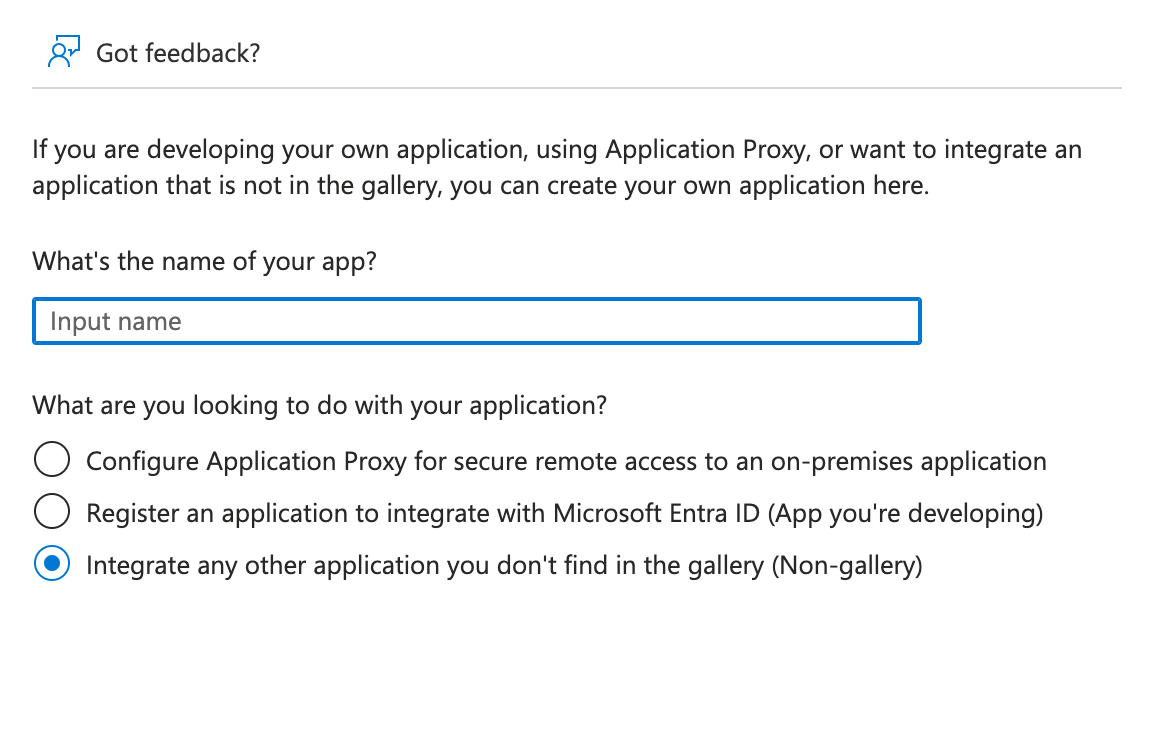 Got feedback?
If you are developing your own application, using Application Proxy, or want to integrate an
application that is not in the gallery, you can create your own application here.
What's the name of your app?
Input name
What are you looking to do with your application?
Configure Application Proxy for secure remote access to an on-premises application
Register an application to integrate with Microsoft Entra ID (App you're developing)
Integrate any other application you don't find in the gallery (Non-gallery)